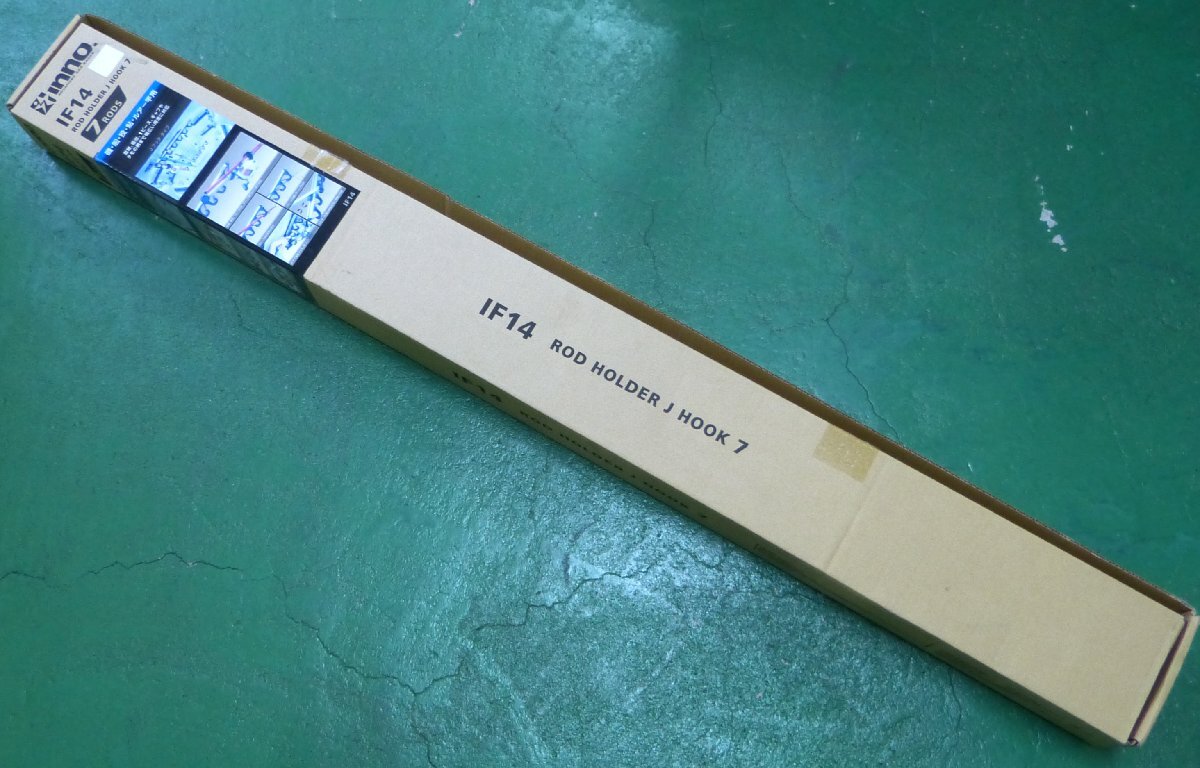 INNO
IF14
ROD HOLDER J HOOK 7
7 RODS
IF14
IF14 ROD HOLDER J HOOK 7
IF14 ROD HOLDER J HOOK 7